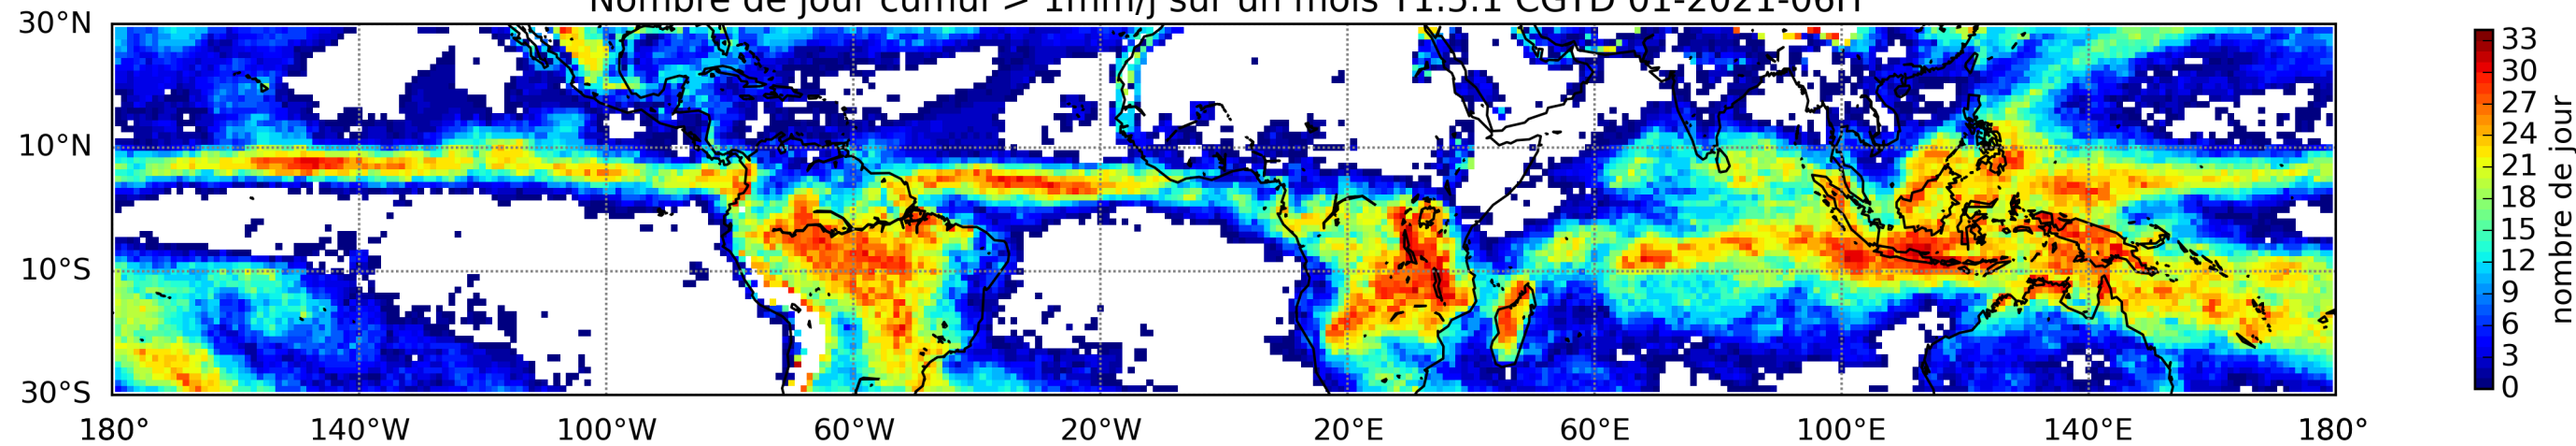 Nombre de jour cumul > 1mm/j sur un mois T1.5.1 CGTD 01-2021-06H
30°N
10°N
10°S
30°S
180° 140°W 100°W 60°W 20°W 20°E 60°E 100°E 140°E 180°
33
30
27
24
21
18
15
12
9
6
3
0
nombre de jour